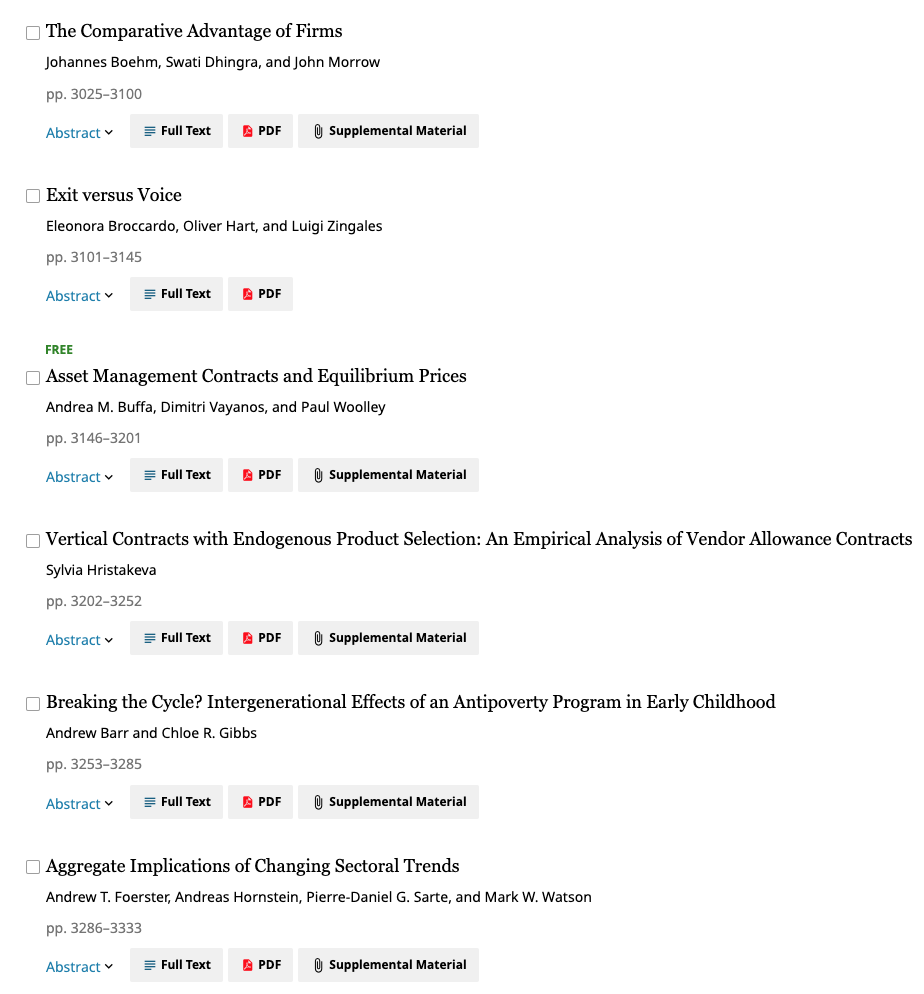 The Comparative Advantage of Firms
Johannes Boehm, Swati Dhingra, and John Morrow
pp. 3025–3100
Abstract Full Text PDF Supplemental Material
Exit versus Voice
Eleonora Broccardo, Oliver Hart, and Luigi Zingales
pp. 3101–3145
Abstract Full Text PDF
FREE
Asset Management Contracts and Equilibrium Prices
Andrea M. Buffa, Dimitri Vayanos, and Paul Woolley
pp. 3146–3201
Abstract Full Text PDF Supplemental Material
Vertical Contracts with Endogenous Product Selection: An Empirical Analysis of Vendor Allowance Contracts
Sylvia Hristakeva
pp. 3202–3252
Abstract Full Text PDF Supplemental Material
Breaking the Cycle? Intergenerational Effects of an Antipoverty Program in Early Childhood
Andrew Barr and Chloe R. Gibbs
pp. 3253–3285
Abstract Full Text PDF Supplemental Material
Aggregate Implications of Changing Sectoral Trends
Andrew T. Foerster, Andreas Hornstein, Pierre-Daniel G. Sarte, and Mark W. Watson
pp. 3286–3333
Abstract Full Text PDF Supplemental Material